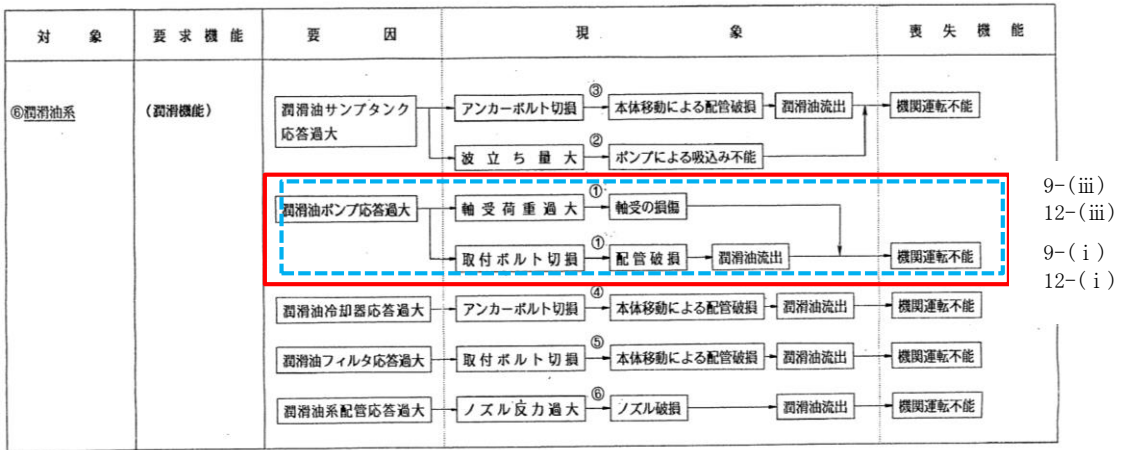 対 象 要 求 機 能 要 因 現 象 喪 失 機 能
⑥潤滑油系 (潤滑機能)
潤滑油サンプタンク
応答過大
アンカーボルト切損 ③ 本体移動による配管破損 潤滑油流出 機関運転不能
波 立 ち 量 大 ② ポンプによる吸込み不能
潤滑油ポンプ応答過大 軸 受 荷 重 過 大 ① 軸受の損傷
取付ボルト切損 ① 配 管 破 損 潤滑油流出 機関運転不能
潤滑油冷却器応答過大 アンカーボルト切損 ④ 本体移動による配管破損 潤滑油流出 機関運転不能
潤滑油フィルタ応答過大 取付ボルト切損 ⑤ 本体移動による配管破損 潤滑油流出 機関運転不能
潤滑油系配管応答過大 ノズル反力過大 ⑥ ノズル破損 潤滑油流出 機関運転不能
9-(ⅲ)
12-(ⅲ)
9-(ⅰ)
12-(ⅰ)